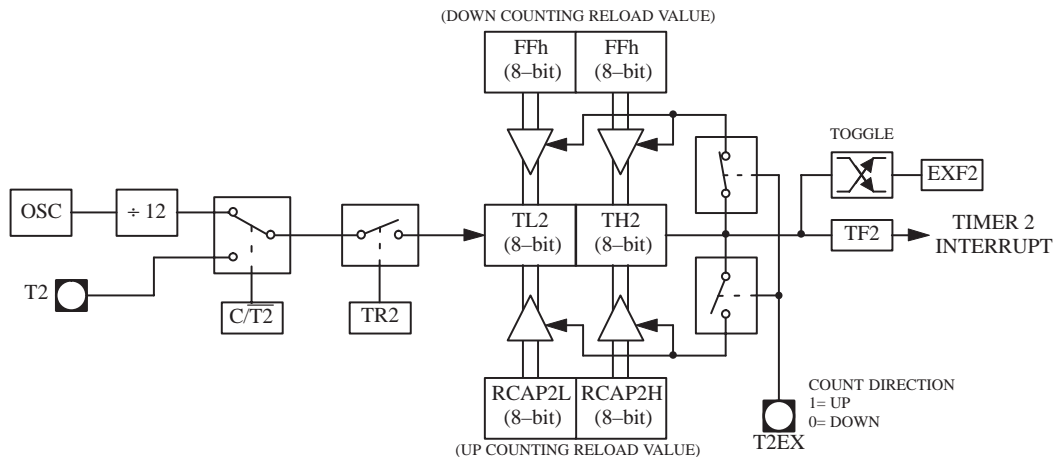 (DOWN COUNTING RELOAD VALUE)
FFh
(8–bit)
FFh
(8–bit)
TOGGLE
OSC
÷ 12
TL2
(8–bit)
TH2
(8–bit)
EXF2
TF2
TIMER 2
INTERRUPT
T2
C/T2
TR2
RCAP2L
(8–bit)
RCAP2H
(8–bit)
COUNT DIRECTION
1= UP
0= DOWN
T2EX
(UP COUNTING RELOAD VALUE)